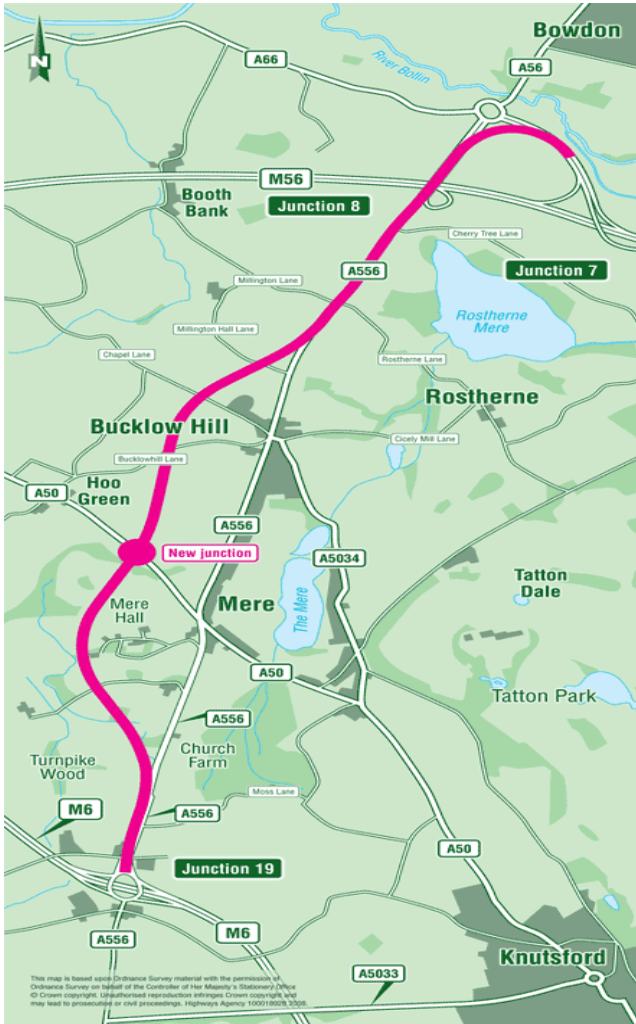 Bowdon
N
A66
A56
River Bollin
M56
Booth
Bank
Junction 8
Cherry Tree Lane
A556
Junction 7
Millington Lane
Rostherne
Mere
Millington Hall Lane
Chapel Lane
Rostherne Lane
Rostherne
Bucklow Hill
Cicely Mill Lane
Bucklowhill Lane
Hoo
Green
A50
A556
New junction
A5034
Tatton
Dale
Mere
Hall
Mere
The Mere
A50
Tatton Park
A556
Church
Farm
Turnpike
Wood
Moss Lane
M6
A556
A50
Junction 19
M6
A556
Knutsford
A5033
This map is based upon Ordnance Survey material with the permission of
Ordnance Survey on behalf of the Controller of Her Majesty's Stationery Office
© Crown copyright. Unauthorised reproduction infringes Crown copyright and
may lead to prosecution or civil proceedings. Highways Agency 100018928 2008.